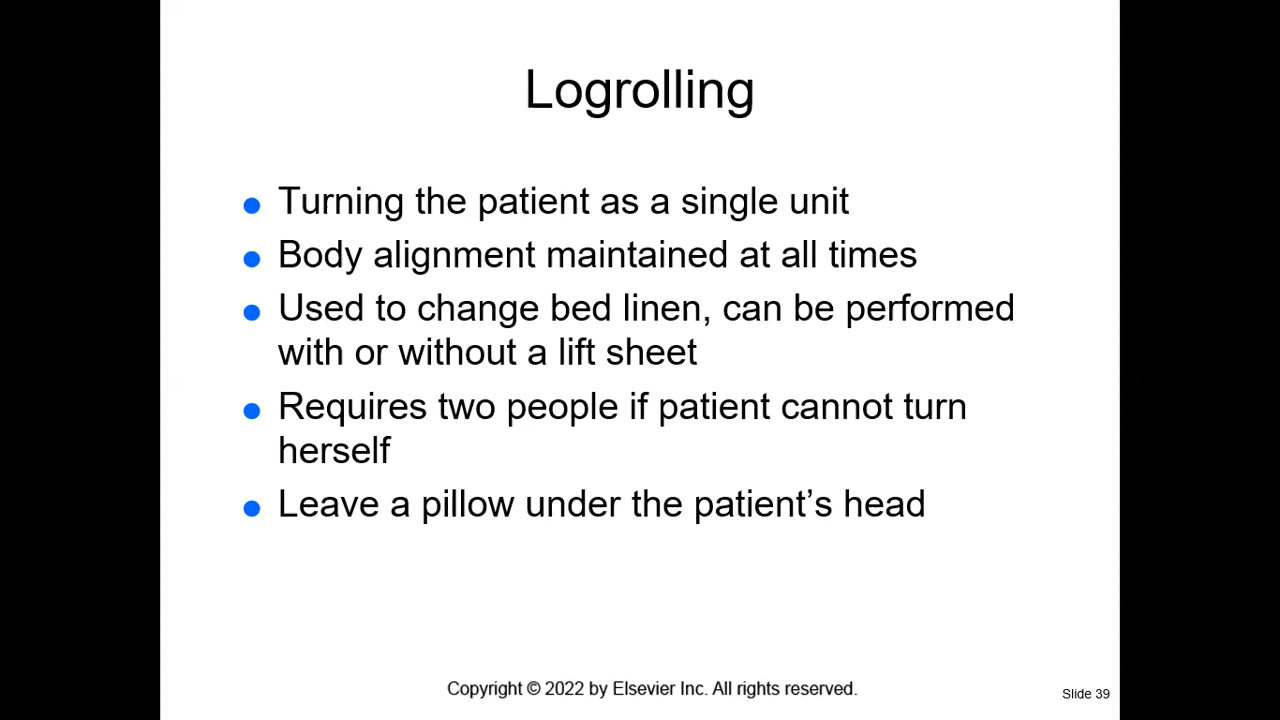 Logrolling
● Turning the patient as a single unit
● Body alignment maintained at all times
● Used to change bed linen, can be performed
with or without a lift sheet
● Requires two people if patient cannot turn
herself
● Leave a pillow under the patient’s head
Copyright © 2022 by Elsevier Inc. All rights reserved.
Slide 39